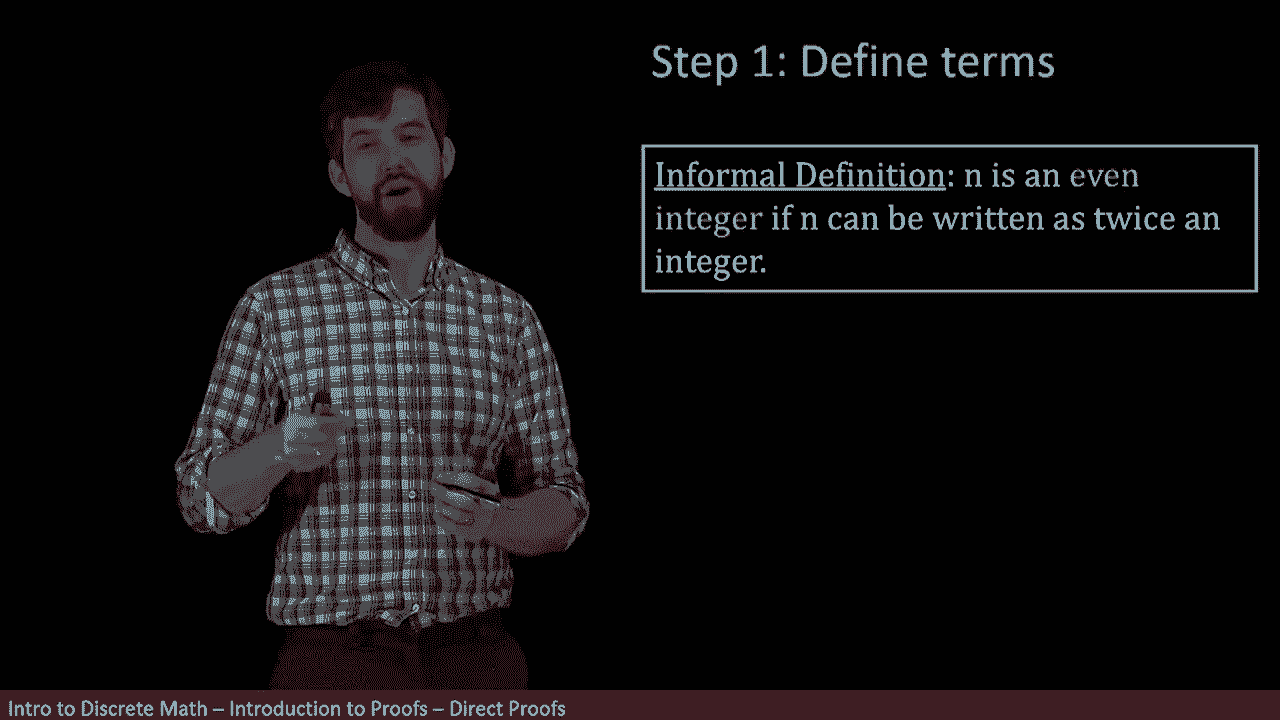 Step 1: Define terms
Informal Definition: n is an even
integer if n can be written as twice an
integer.
Intro to Discrete Math – Introduction to Proofs – Direct Proofs